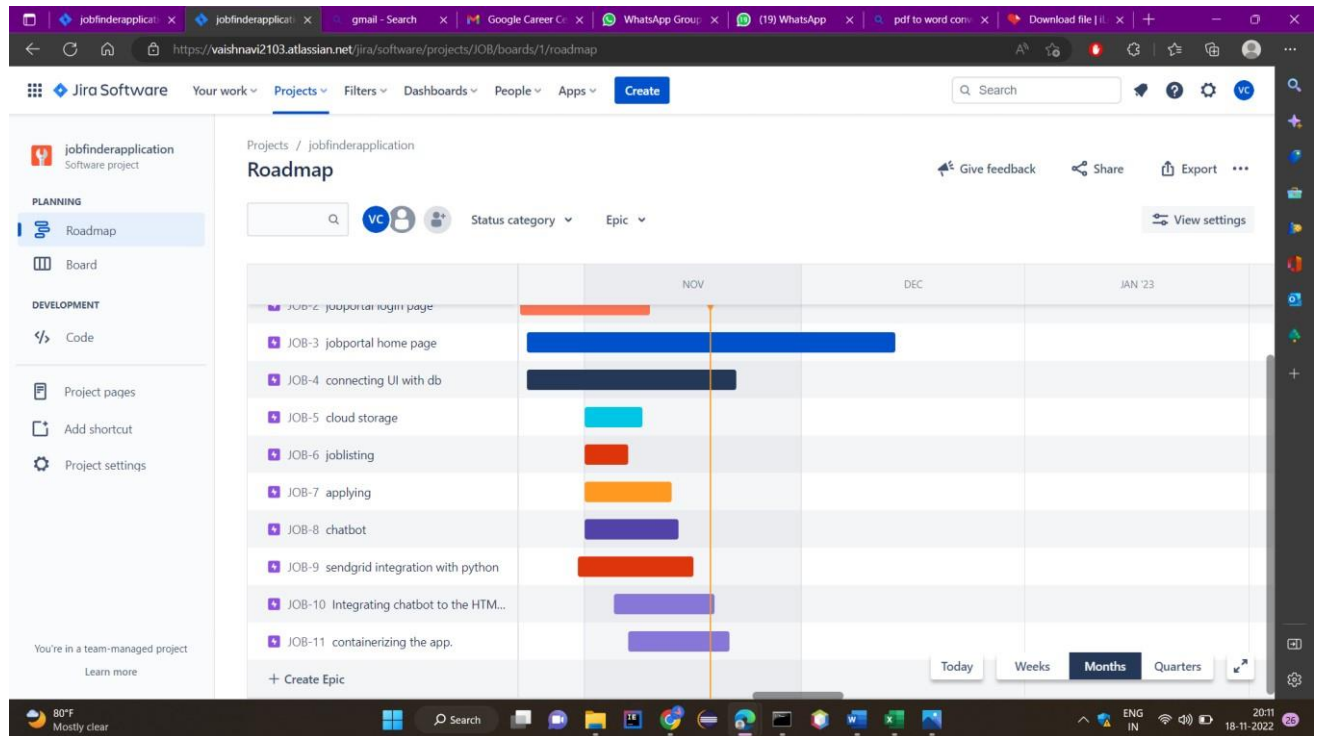 jobfinderapplicati
jobfinderapplicati
gmail - Search
Google Career Ce
WhatsApp Group
(19) WhatsApp
pdf to word conv
Download file | iL
https://vaishnavi2103.atlassian.net/jira/software/projects/JOB/boards/1/roadmap
Jira Software Your work Projects Filters Dashboards People Apps Create Search VC
jobfinderapplication
Software project
PLANNING
Roadmap
Board
DEVELOPMENT
Code
Project pages
Add shortcut
Project settings
You're in a team-managed project
Learn more
Projects / jobfinderapplication
Roadmap
Give feedback Share Export
VC Status category Epic View settings
NOV DEC JAN '23
JOB-2 jobportal login page
JOB-3 jobportal home page
JOB-4 connecting UI with db
JOB-5 cloud storage
JOB-6 joblisting
JOB-7 applying
JOB-8 chatbot
JOB-9 sendgrid integration with python
JOB-10 Integrating chatbot to the HTM...
JOB-11 containerizing the app.
+ Create Epic
Today Weeks Months Quarters
80°F
Mostly clear
Search
ENG
IN
20:11
18-11-2022
26